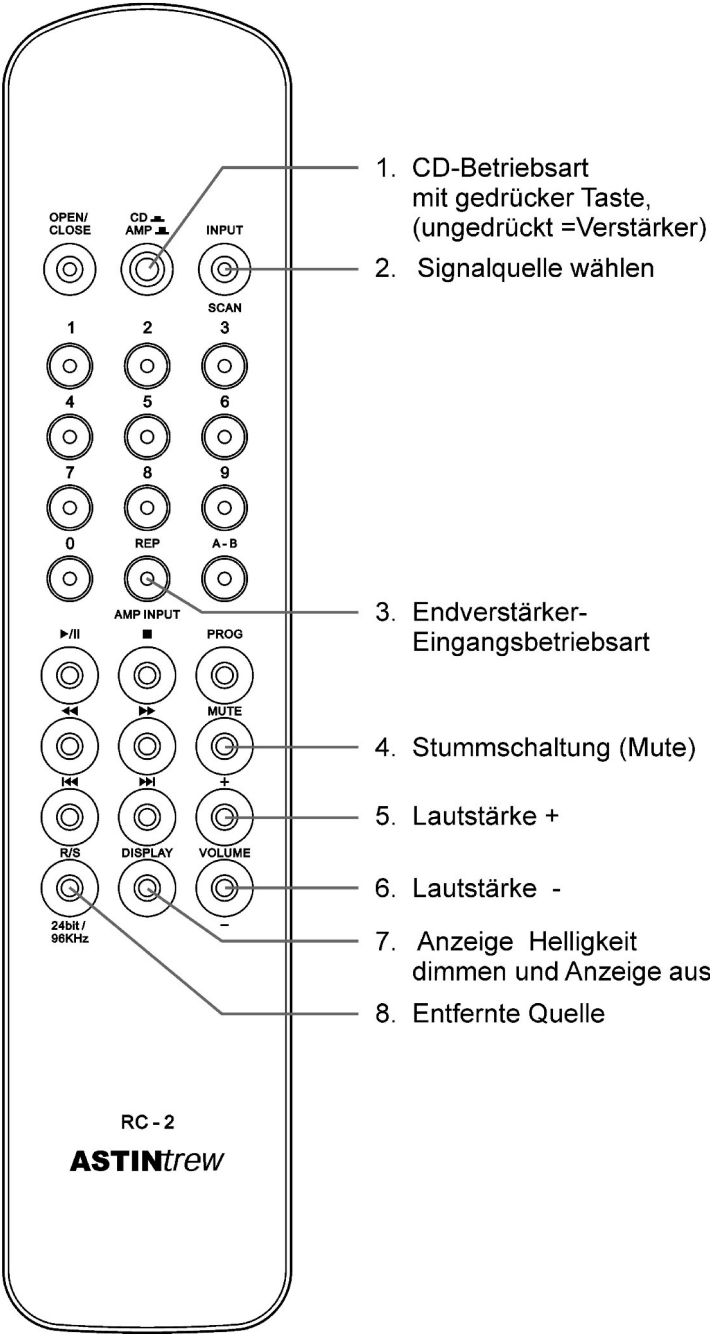 OPEN/ CD INPUT
CLOSE AMP
SCAN
1 2 3
4 5 6
7 8 9
0 REP A-B
AMP INPUT
▶/II ■ PROG
◀◀ ▶▶ MUTE
I◀◀ ▶▶I +
R/S DISPLAY VOLUME
24bit / –
96KHz
RC - 2
ASTINtrew
1. CD-Betriebsart
mit gedrücker Taste,
(ungedrückt =Verstärker)
2. Signalquelle wählen
3. Endverstärker-
Eingangsbetriebsart
4. Stummschaltung (Mute)
5. Lautstärke +
6. Lautstärke -
7. Anzeige Helligkeit
dimmen und Anzeige aus
8. Entfernte Quelle